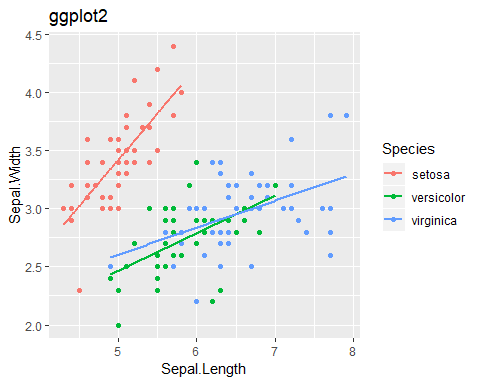 ggplot2
4.5
4.0
3.5
3.0
2.5
2.0
Sepal.Width
5
6
7
8
Sepal.Length
Species
setosa
versicolor
virginica